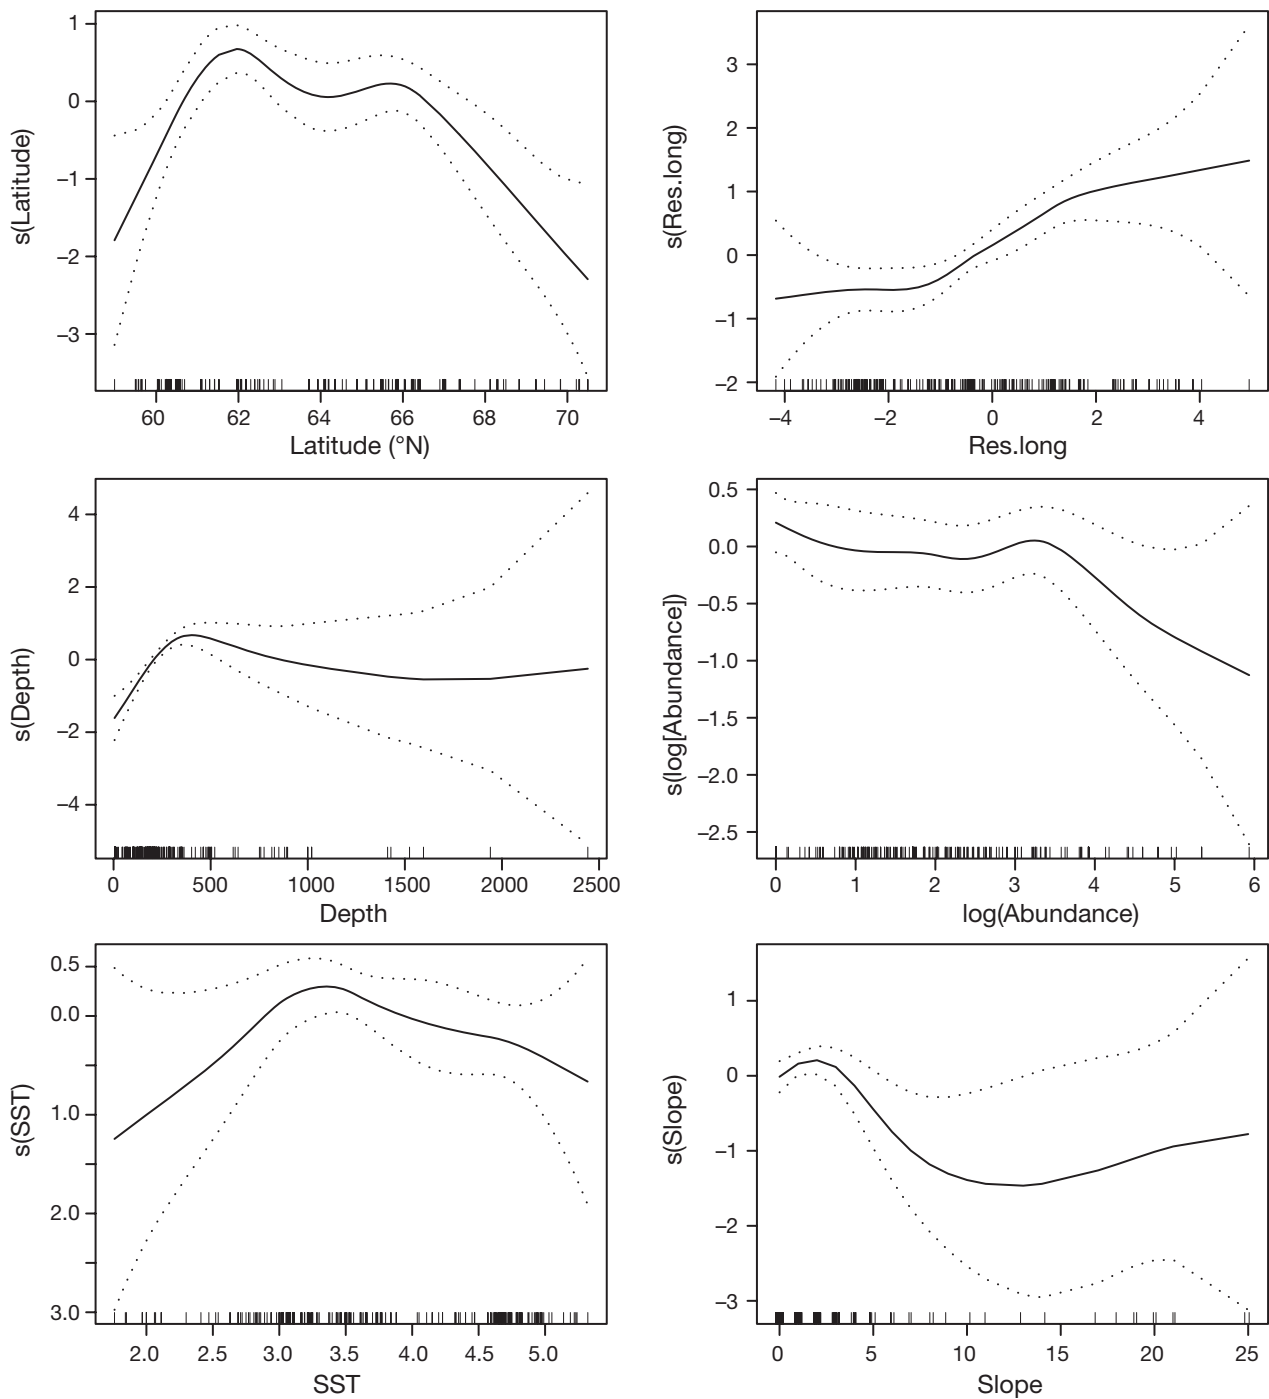 s(Latitude)
1
0
−1
−2
−3
60 62 64 66 68 70
Latitude (°N)
s(Res.long)
3
2
1
0
−1
−2
−4 −2 0 2 4
Res.long
s(Depth)
4
2
0
−2
−4
0 500 1000 1500 2000 2500
Depth
s(log[Abundance])
0.5
0.0
−0.5
−1.0
−1.5
−2.0
−2.5
0 1 2 3 4 5 6
log(Abundance)
s(SST)
0.5
0.0
1.0
2.0
3.0
2.0 2.5 3.0 3.5 4.0 4.5 5.0
SST
s(Slope)
1
0
−1
−2
−3
0 5 10 15 20 25
Slope